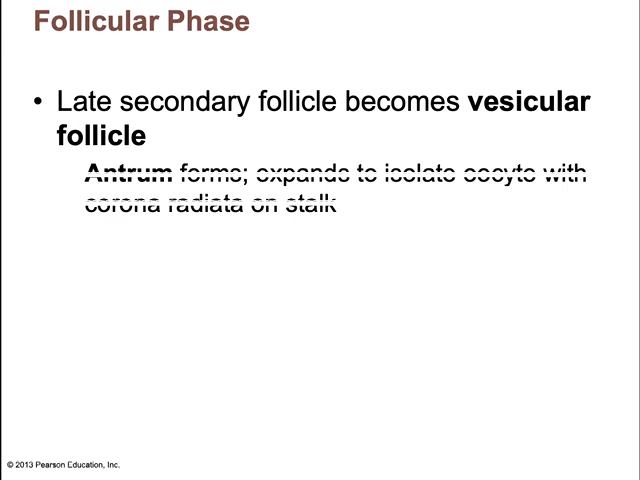 Follicular Phase
• Late secondary follicle becomes vesicular
follicle
Antrum forms; expands to isolate oocyte with
corona radiata on stalk
© 2013 Pearson Education, Inc.